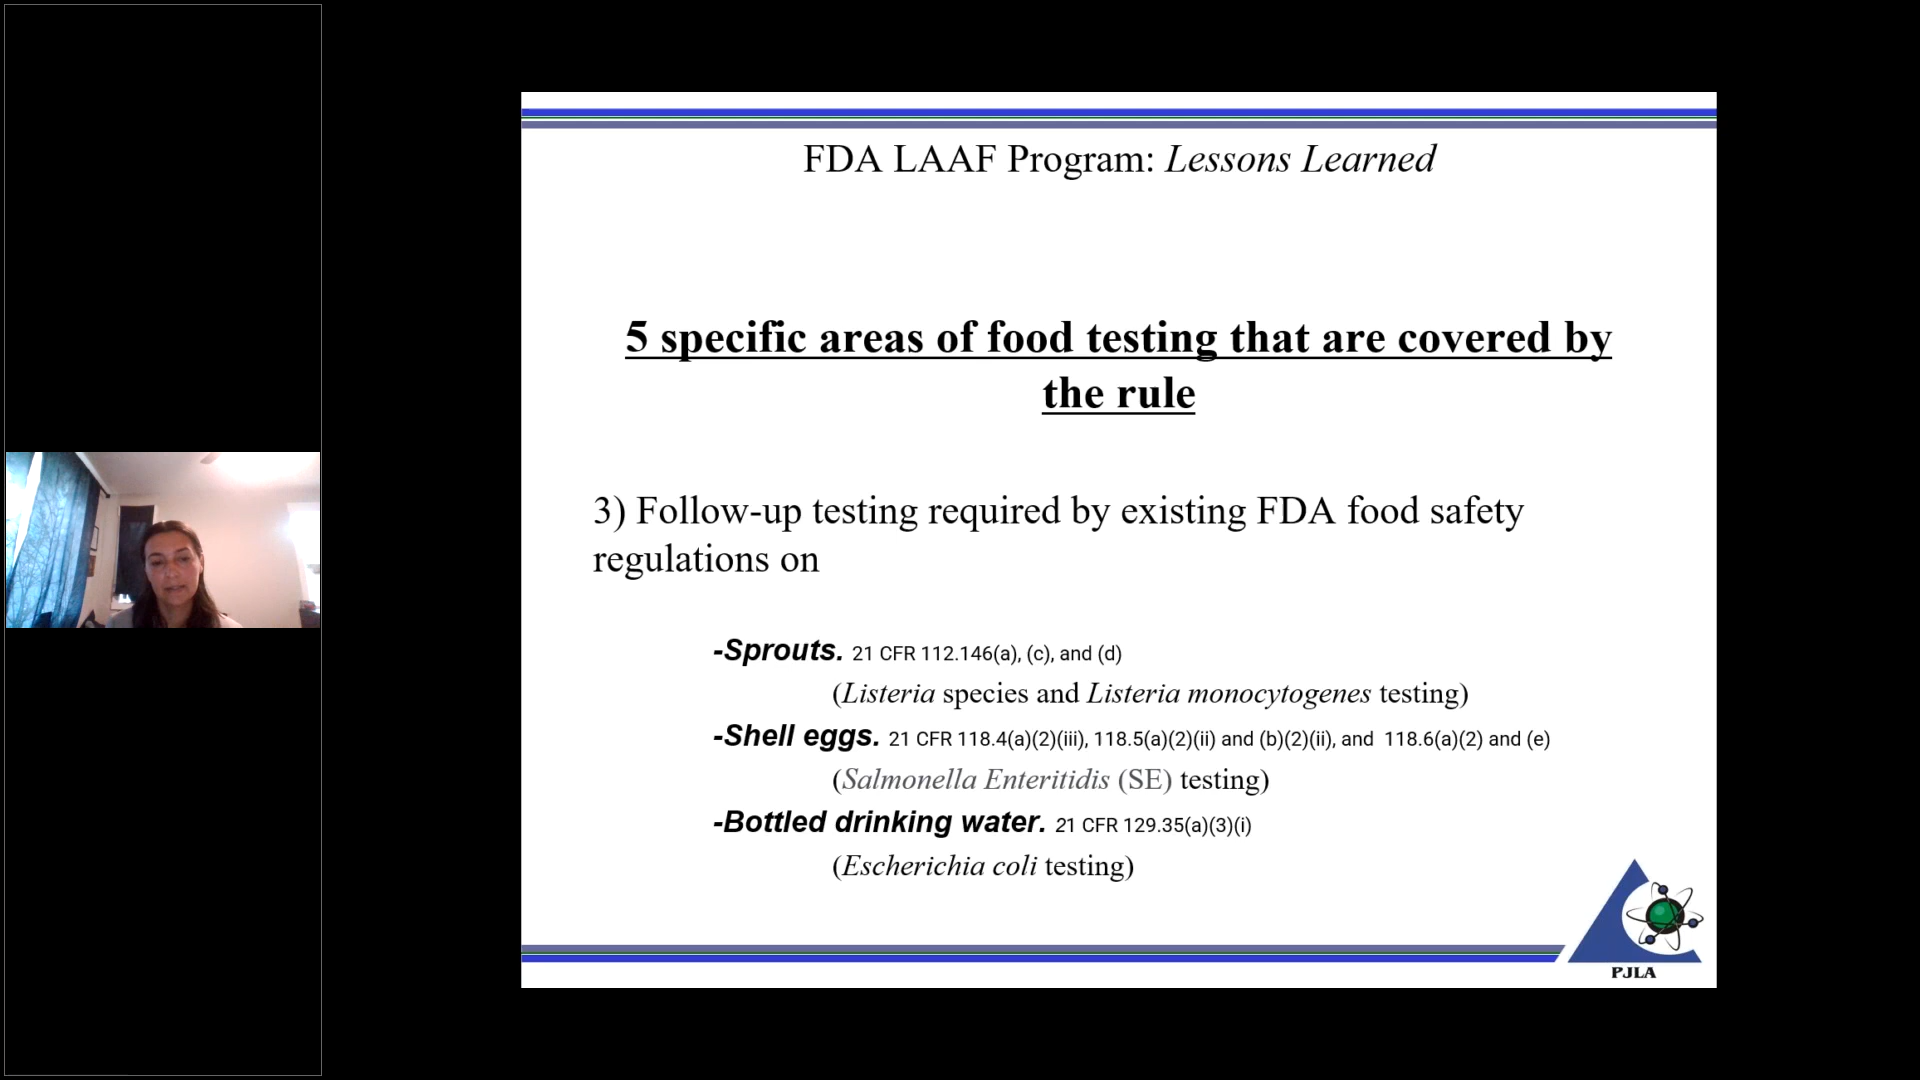 FDA LAAF Program: Lessons Learned
5 specific areas of food testing that are covered by
the rule
3) Follow-up testing required by existing FDA food safety
regulations on
-Sprouts. 21 CFR 112.146(a), (c), and (d)
(Listeria species and Listeria monocytogenes testing)
-Shell eggs. 21 CFR 118.4(a)(2)(iii), 118.5(a)(2)(ii) and (b)(2)(ii), and 118.6(a)(2) and (e)
(Salmonella Enteritidis (SE) testing)
-Bottled drinking water. 21 CFR 129.35(a)(3)(i)
(Escherichia coli testing)
PJLA